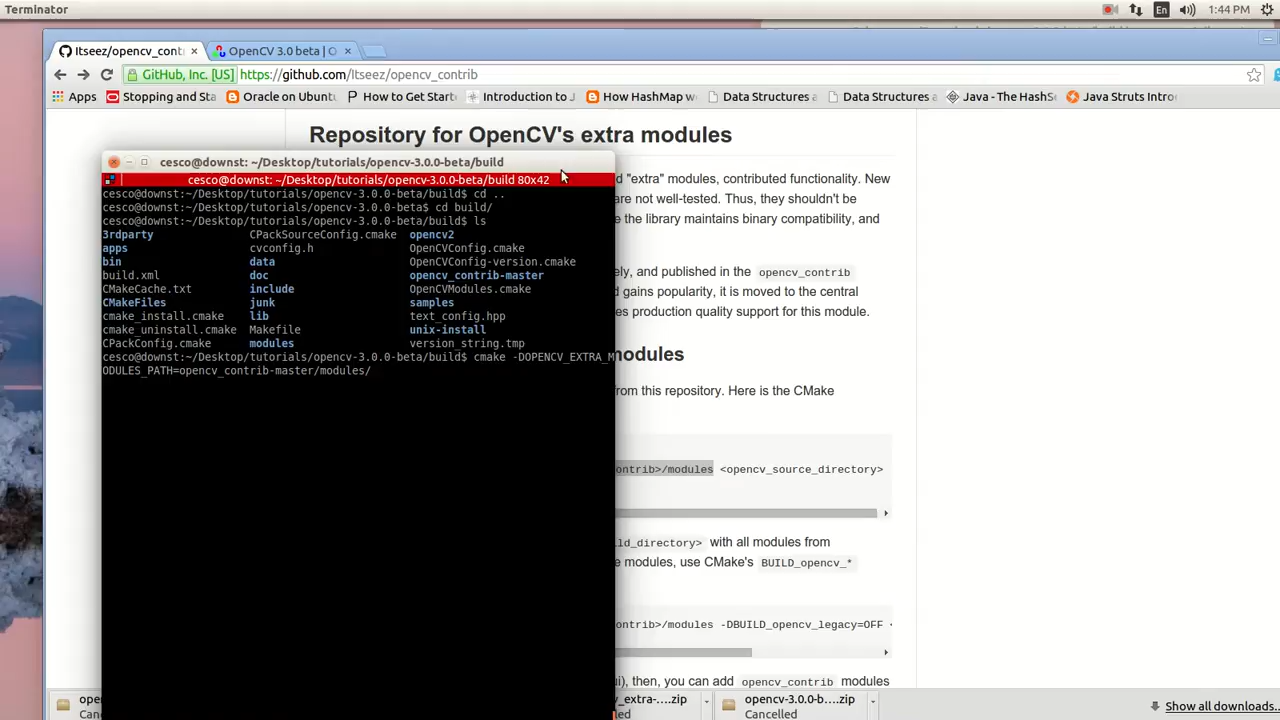 Terminator
En
1:44 PM
Itseez/opencv_cont
OpenCV 3.0 beta | O
GitHub, Inc. [US] https://github.com/Itseez/opencv_contrib
Apps
Stopping and Sta
Oracle on Ubunt
How to Get Start
Introduction to J
How HashMap w
Data Structures a
Data Structures a
Java - The HashS
Java Struts Intro
Repository for OpenCV's extra modules
cesco@downst: ~/Desktop/tutorials/opencv-3.0.0-beta/build
cesco@downst: ~/Desktop/tutorials/opencv-3.0.0-beta/build 80x42
cesco@downst:~/Desktop/tutorials/opencv-3.0.0-beta/build$ cd ..
cesco@downst:~/Desktop/tutorials/opencv-3.0.0-beta$ cd build/
cesco@downst:~/Desktop/tutorials/opencv-3.0.0-beta/build$ ls
3rdparty CPackSourceConfig.cmake opencv2
apps cvconfig.h OpenCVConfig.cmake
bin data OpenCVConfig-version.cmake
build.xml doc opencv_contrib-master
CMakeCache.txt include OpenCVModules.cmake
CMakeFiles junk samples
cmake_install.cmake lib text_config.hpp
cmake_uninstall.cmake Makefile unix-install
CPackConfig.cmake modules version_string.tmp
cesco@downst:~/Desktop/tutorials/opencv-3.0.0-beta/build$ cmake -DOPENCV_EXTRA_M
ODULES_PATH=opencv_contrib-master/modules/
d "extra" modules, contributed functionality. New
are not well-tested. Thus, they shouldn't be
e the library maintains binary compatibility, and
ely, and published in the opencv_contrib
d gains popularity, it is moved to the central
es production quality support for this module.
modules
from this repository. Here is the CMake
contrib>/modules <opencv_source_directory>
ild_directory> with all modules from
e modules, use CMake's BUILD_opencv_*
contrib>/modules -DBUILD_opencv_legacy=OFF
ui), then, you can add opencv_contrib modules
open
Canc
v_extra-....zip
lled
opencv-3.0.0-b....zip
Cancelled
Show all downloads...